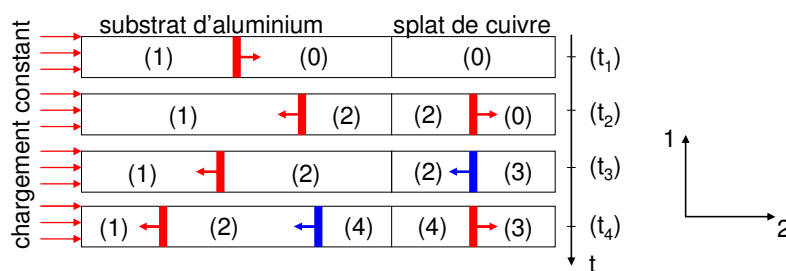 substrat d'aluminium splat de cuivre
chargement constant
(1) (0) (0) (t1)
(1) (2) (2) (0) (t2)
(1) (2) (2) (3) (t3)
(1) (2) (4) (4) (3) (t4)
t
1
2